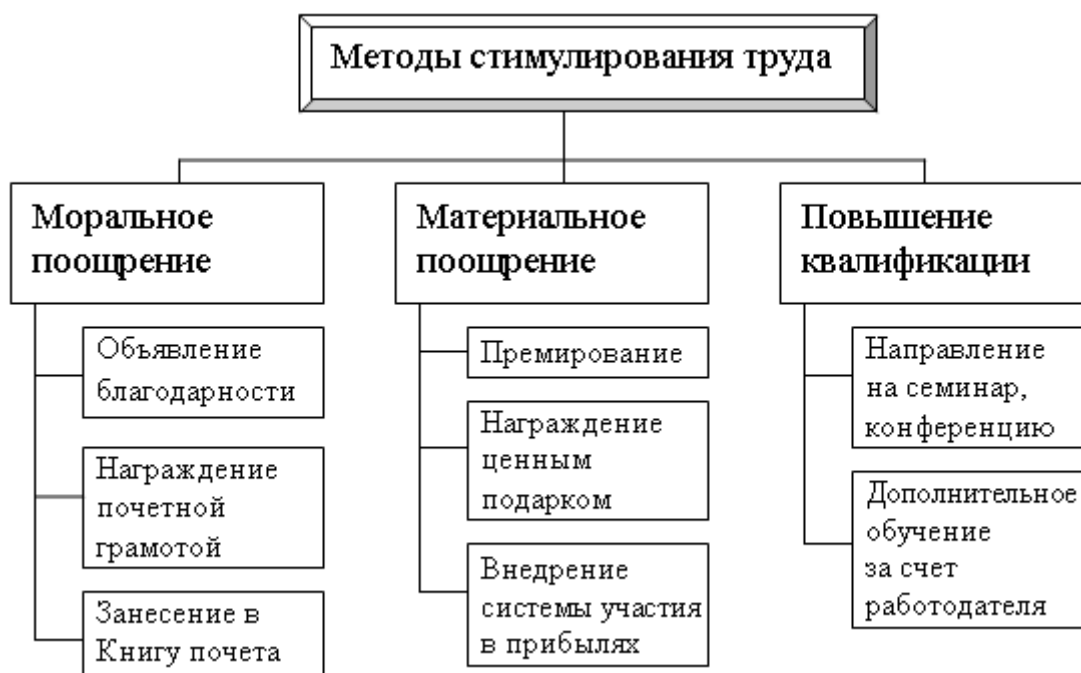 Методы стимулирования труда
Моральное
поощрение
Объявление
благодарности
Награждение
почетной
грамотой
Занесение в
Книгу почета
Материальное
поощрение
Премирование
Награждение
ценным
подарком
Внедрение
системы участия
в прибылях
Повышение
квалификации
Направление
на семинар,
конференцию
Дополнительное
обучение
за счет
работодателя